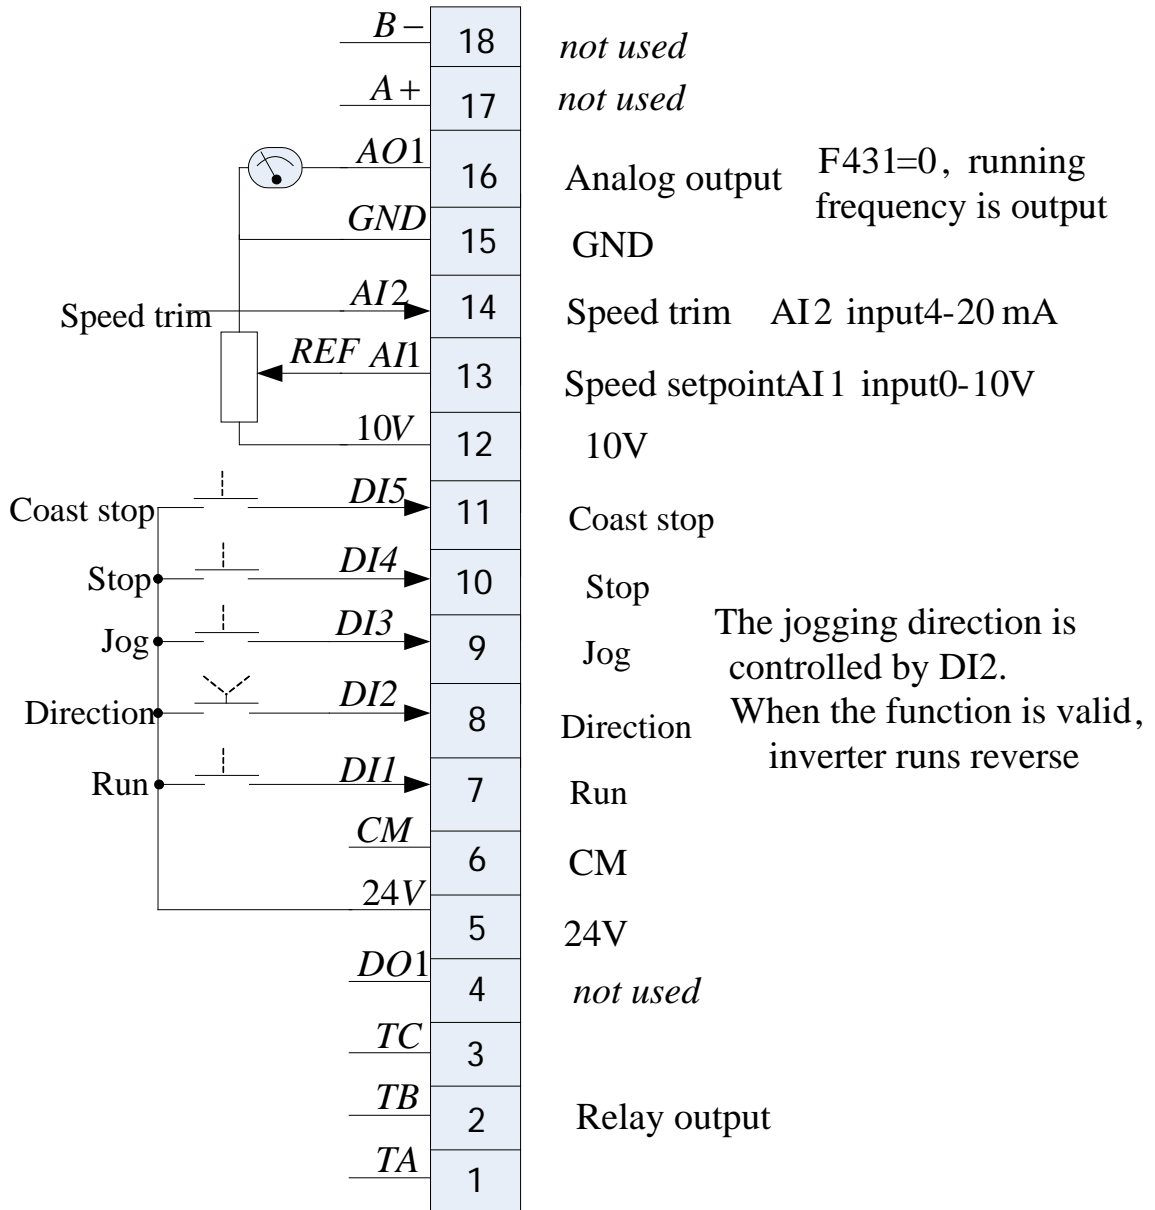 B− 18 not used
A+ 17 not used
AO1 16 Analog output F431=0, running
frequency is output
GND 15 GND
Speed trim AI2 14 Speed trim AI2 input4-20 mA
REF AI1 13 Speed setpointAI1 input0-10V
10V 12 10V
Coast stop DI5 11 Coast stop
Stop DI4 10 Stop
Jog DI3 9 Jog The jogging direction is
controlled by DI2.
Direction DI2 8 Direction When the function is valid,
inverter runs reverse
Run DI1 7 Run
CM 6 CM
24V 5 24V
DO1 4 not used
TC 3
TB 2 Relay output
TA 1